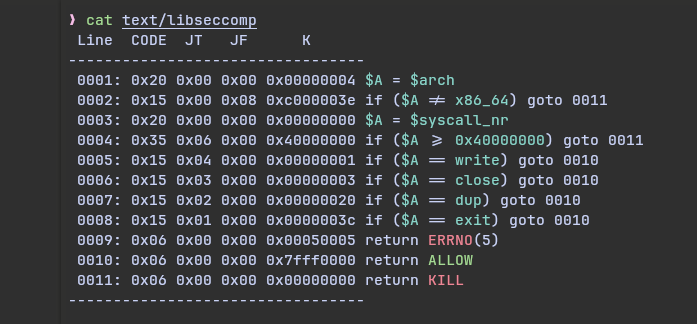 ❱ cat text/libseccomp
Line  CODE  JT   JF      K
---------------------------------
0001: 0x20 0x00 0x00 0x00000004 $A = $arch
0002: 0x15 0x00 0x08 0xc000003e if ($A ≠ x86_64) goto 0011
0003: 0x20 0x00 0x00 0x00000000 $A = $syscall_nr
0004: 0x35 0x06 0x00 0x40000000 if ($A ⩾ 0x40000000) goto 0011
0005: 0x15 0x04 0x00 0x00000001 if ($A == write) goto 0010
0006: 0x15 0x03 0x00 0x00000003 if ($A == close) goto 0010
0007: 0x15 0x02 0x00 0x00000020 if ($A == dup) goto 0010
0008: 0x15 0x01 0x00 0x0000003c if ($A == exit) goto 0010
0009: 0x06 0x00 0x00 0x00050005 return ERRNO(5)
0010: 0x06 0x00 0x00 0x7fff0000 return ALLOW
0011: 0x06 0x00 0x00 0x00000000 return KILL
---------------------------------